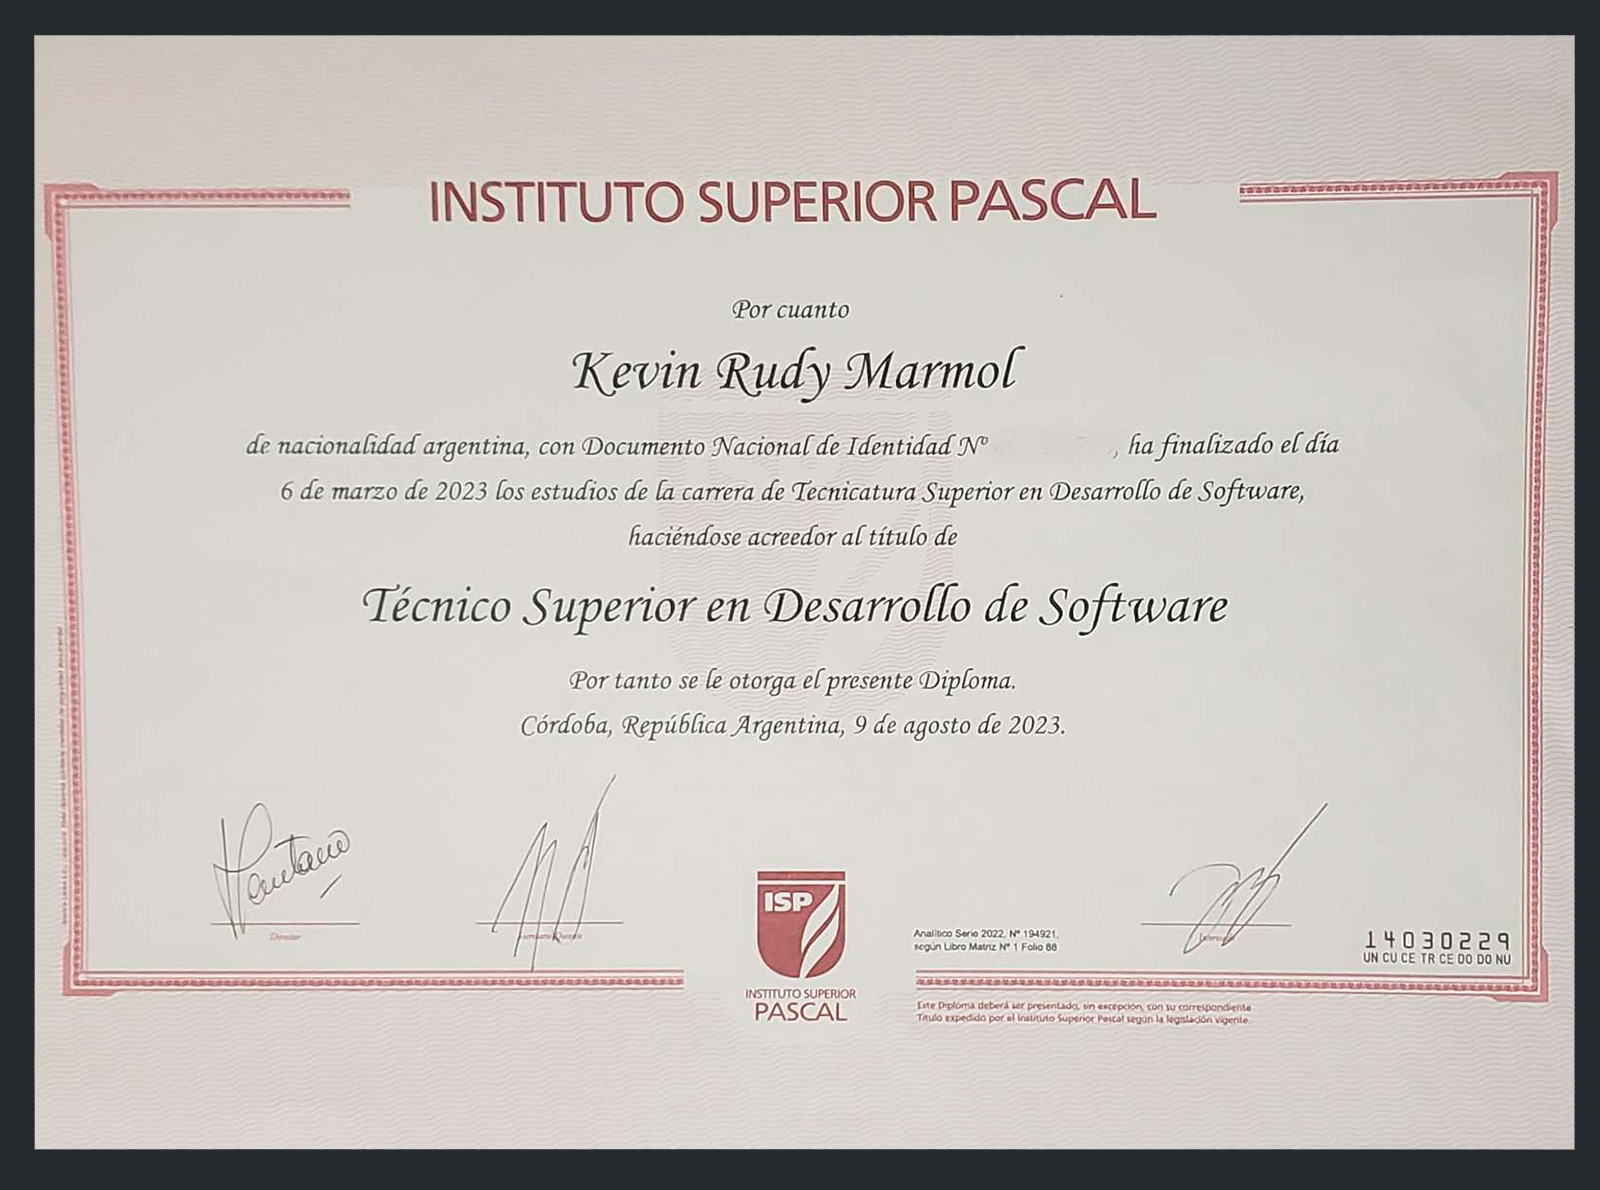 INSTITUTO SUPERIOR PASCAL
Por cuanto
Kevin Rudy Marmol
de nacionalidad argentina, con Documento Nacional de Identidad Nº , ha finalizado el día
6 de marzo de 2023 los estudios de la carrera de Tecnicatura Superior en Desarrollo de Software,
haciéndose acreedor al título de
Técnico Superior en Desarrollo de Software
Por tanto se le otorga el presente Diploma.
Córdoba, República Argentina, 9 de agosto de 2023.
Director
ISP
INSTITUTO SUPERIOR
PASCAL
Analítico Serie 2022, Nº 194921,
según Libro Matriz Nº 1 Folio 88
14030229
UN CU CE TR CE DO DO NU
Este Diploma deberá ser presentado, sin excepción, con su correspondiente
Título expedido por el Instituto Superior Pascal según la legislación vigente.